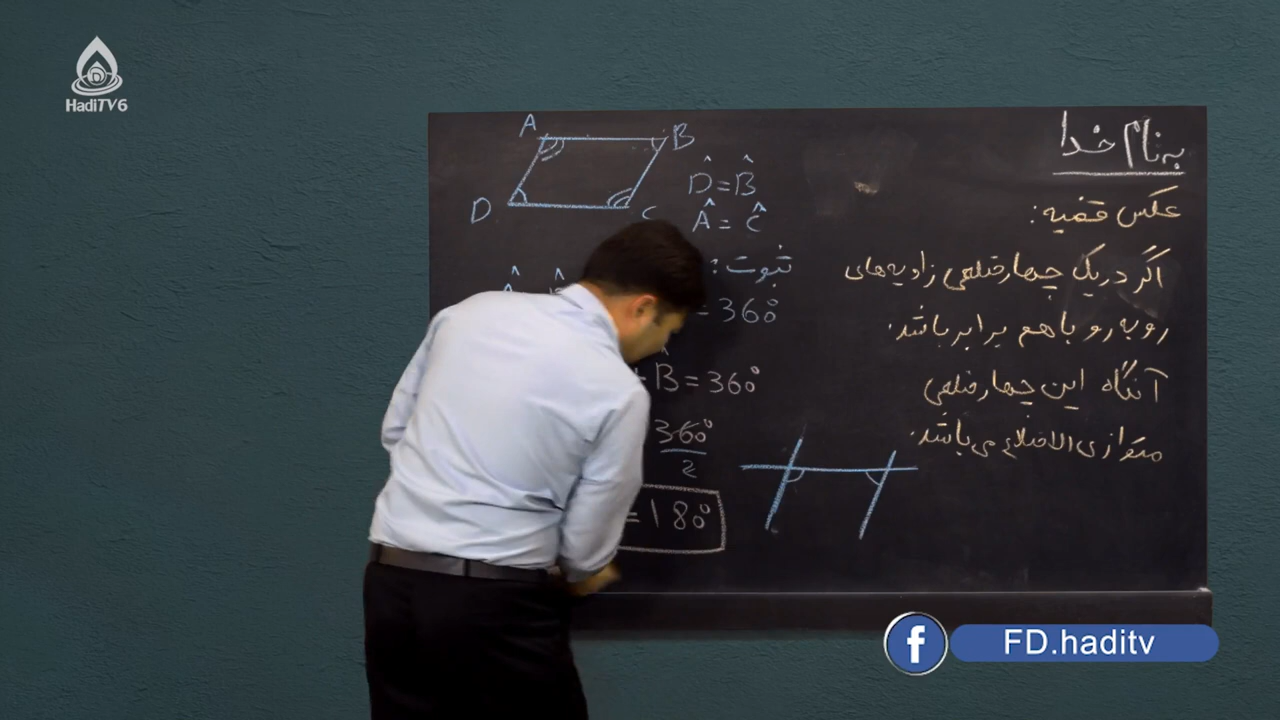 HadiTV6
به نام خدا
عکس قضیه:
اگر در یک چهارضلعی زاویه های
روبه رو باهم برابر باشد.
آنگاه این چهارضلعی
متوازی الاضلاع می باشد.
A B
D C
D̂ = B̂
Â = Ĉ
ثبوت:
= 360°
+ B̂ = 360°
360°
2
= 180°
FD.haditv